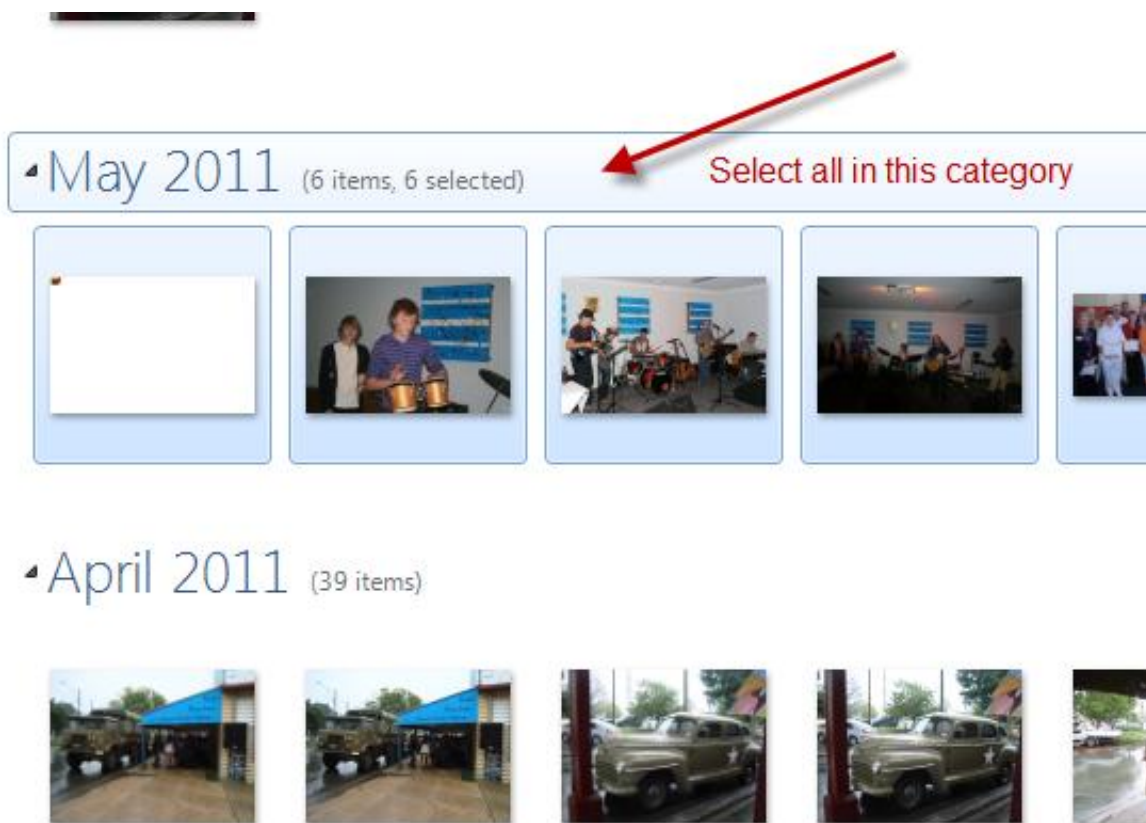 May 2011 (6 items, 6 selected)
Select all in this category
April 2011 (39 items)